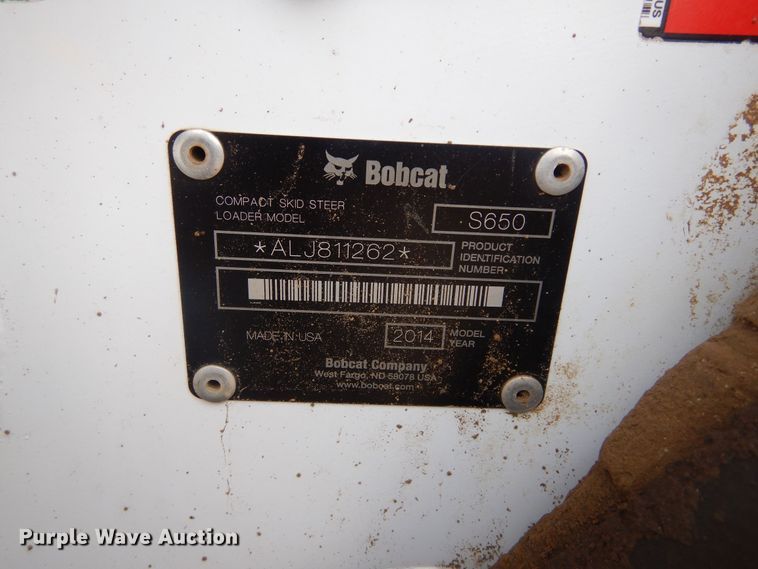 US
Bobcat
COMPACT SKID STEER
LOADER MODEL
S650
*ALJ811262*
PRODUCT
IDENTIFICATION
NUMBER
MADE IN USA
2014
MODEL
YEAR
Bobcat Company
West Fargo, ND 58078 USA
www.bobcat.com
Purple Wave Auction